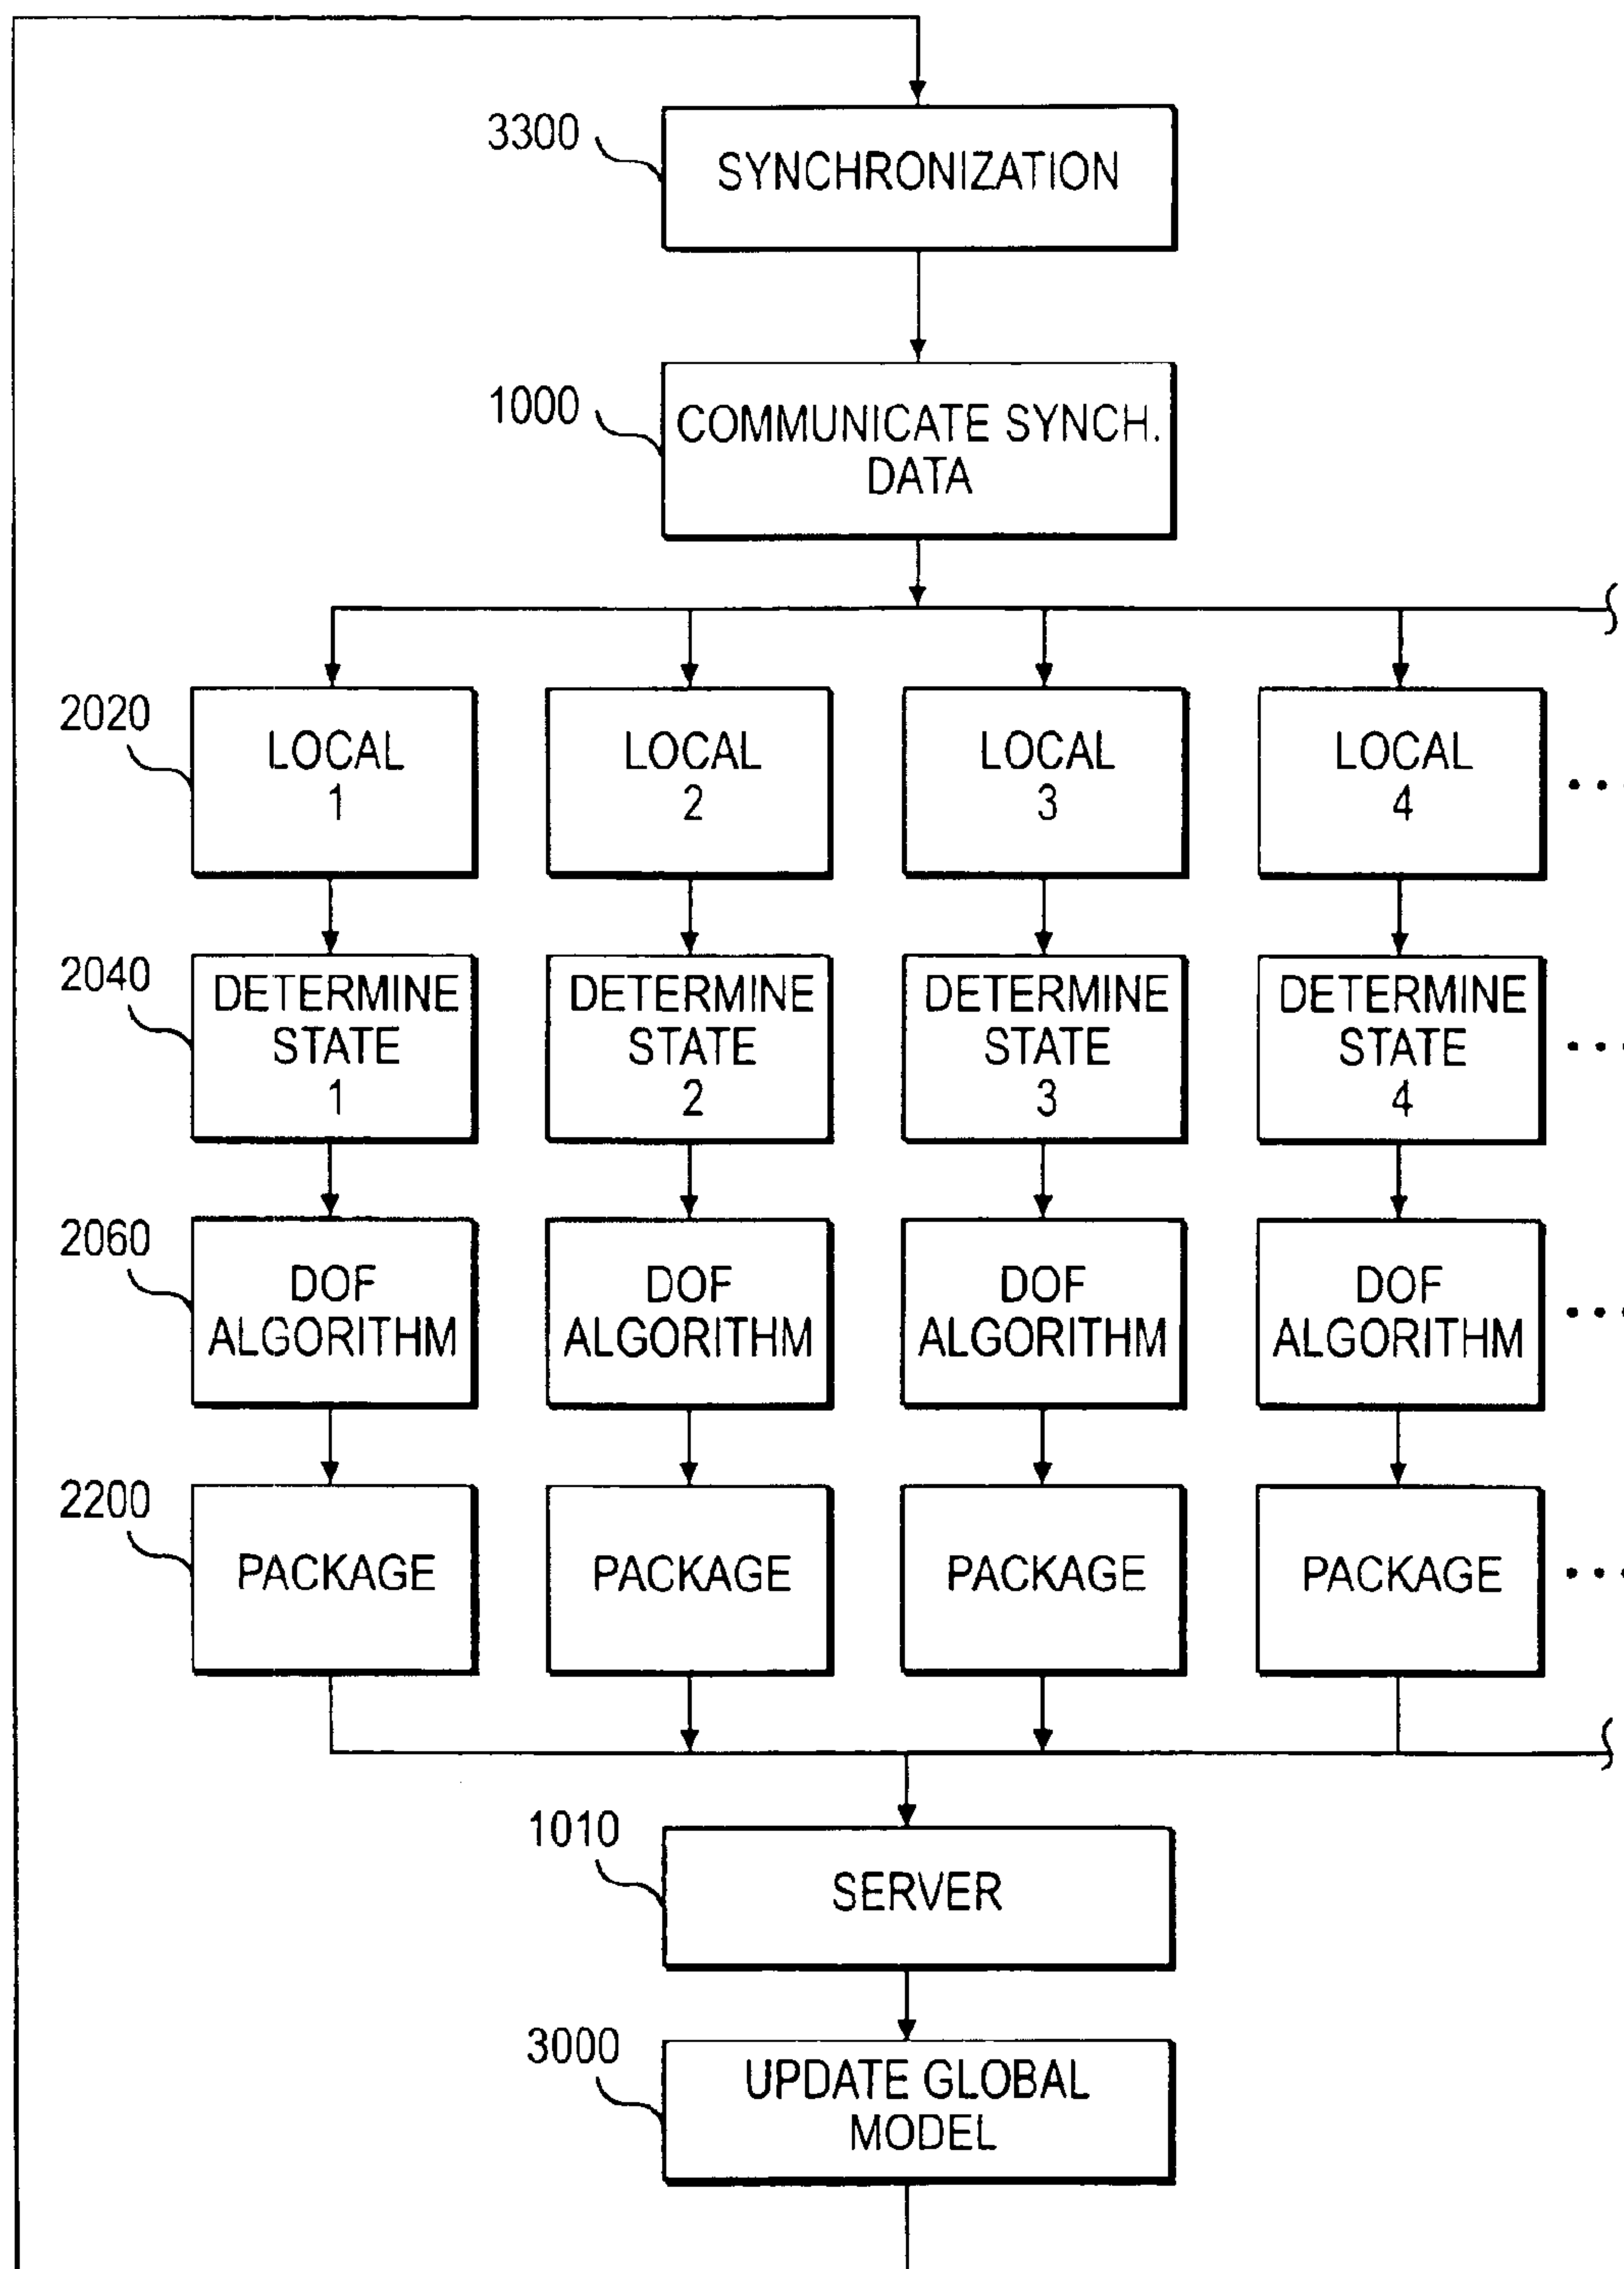 3300
SYNCHRONIZATION
1000
COMMUNICATE SYNCH.
DATA
2020
LOCAL
1
LOCAL
2
LOCAL
3
LOCAL
4
...
2040
DETERMINE
STATE
1
DETERMINE
STATE
2
DETERMINE
STATE
3
DETERMINE
STATE
4
...
2060
DOF
ALGORITHM
DOF
ALGORITHM
DOF
ALGORITHM
DOF
ALGORITHM
...
2200
PACKAGE
PACKAGE
PACKAGE
PACKAGE
...
1010
SERVER
3000
UPDATE GLOBAL
MODEL